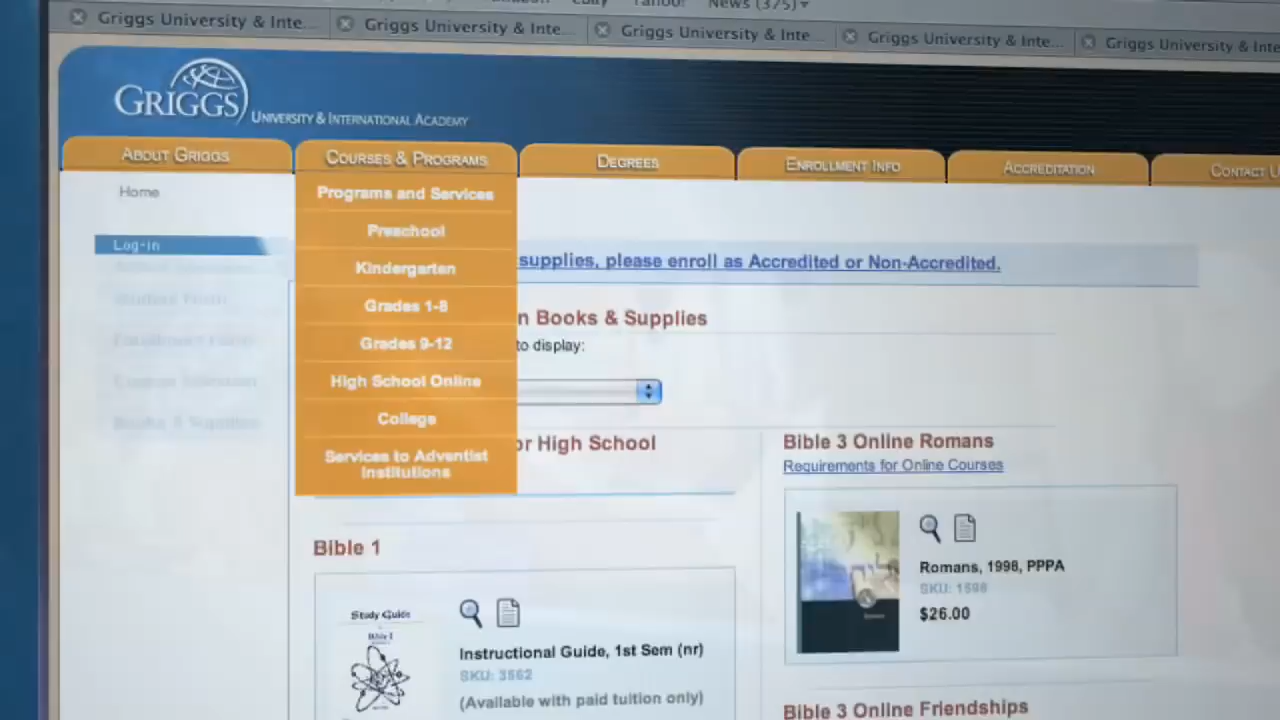 News (375)▾
Griggs University & Inte...
Griggs University & Inte...
Griggs University & Inte...
Griggs University & Inte...
Griggs University & Inte
GRIGGS
UNIVERSITY & INTERNATIONAL ACADEMY
ABOUT GRIGGS
COURSES & PROGRAMS
DEGREES
ENROLLMENT INFO
ACCREDITATION
CONTACT U
Home
Log-in
Programs and Services
Preschool
Kindergarten
Grades 1-8
Grades 9-12
High School Online
College
Services to Adventist
Institutions
supplies, please enroll as Accredited or Non-Accredited.
n Books & Supplies
to display:
or High School
Bible 1
Study Guide
Bible I
Instructional Guide, 1st Sem (nr)
SKU: 3562
(Available with paid tuition only)
Bible 3 Online Romans
Requirements for Online Courses
Romans, 1998, PPPA
SKU: 1598
$26.00
Bible 3 Online Friendships